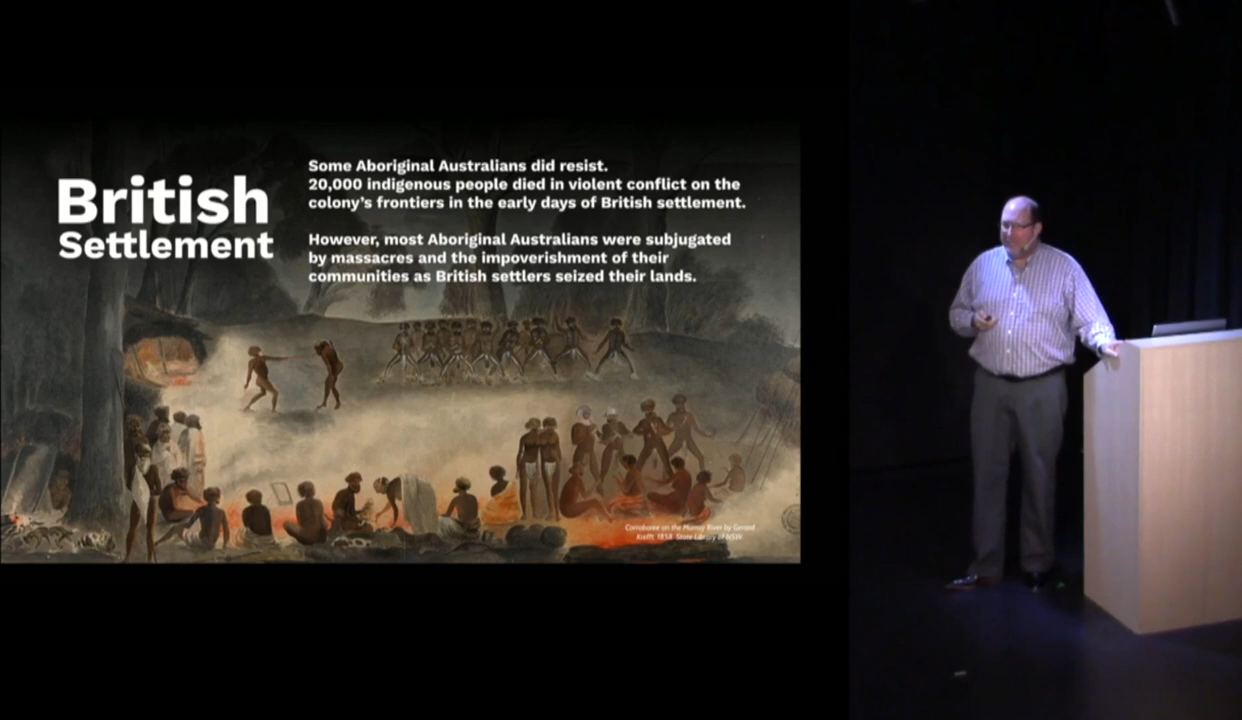 British
Settlement
Some Aboriginal Australians did resist.
20,000 indigenous people died in violent conflict on the
colony's frontiers in the early days of British settlement.
However, most Aboriginal Australians were subjugated
by massacres and the impoverishment of their
communities as British settlers seized their lands.
Corroboree on the Murray River by Gerard
Krefft, 1858. State Library of NSW